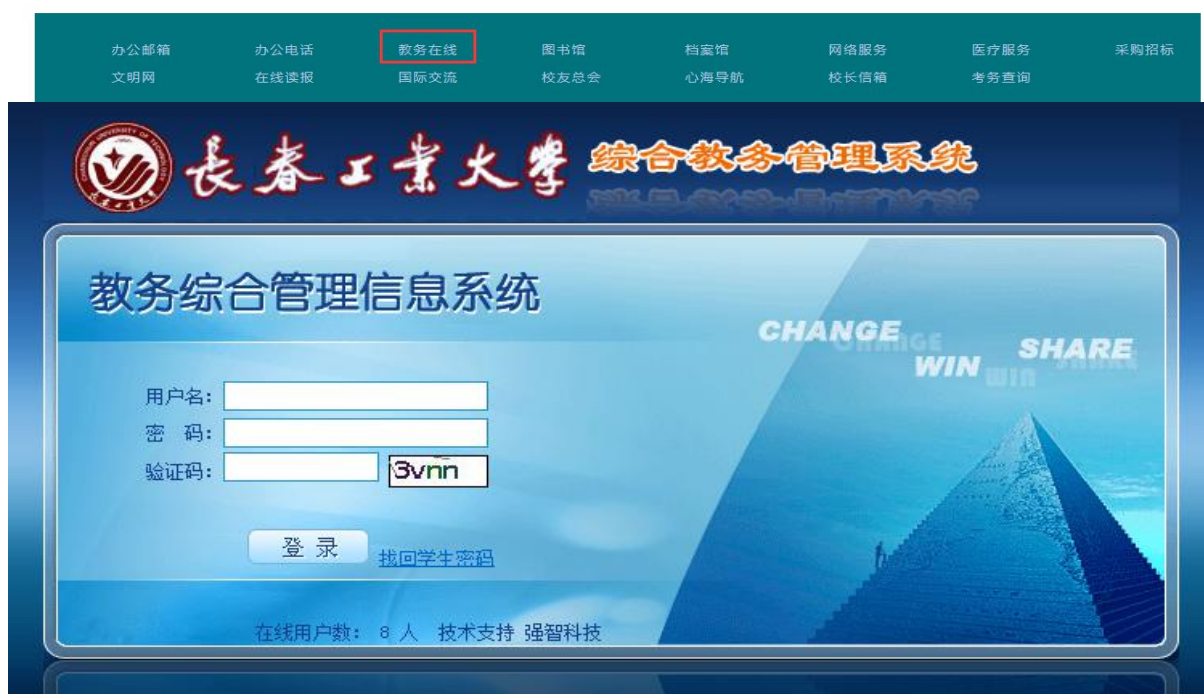 办公邮箱 办公电话 教务在线 图书馆 档案馆 网络服务 医疗服务 采购招标
文明网 在线读报 国际交流 校友总会 心海导航 校长信箱 考务查询
长春工业大学 综合教务管理系统
教务综合管理信息系统
CHANGE
WIN
SHARE
用户名:
密 码:
验证码: 3vnn
登 录 找回学生密码
在线用户数: 8 人 技术支持 强智科技